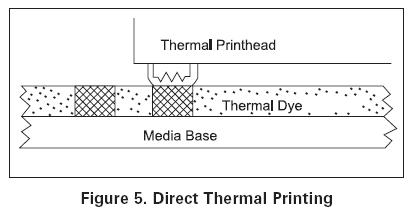 Thermal Printhead
Thermal Dye
Media Base
Figure 5. Direct Thermal Printing